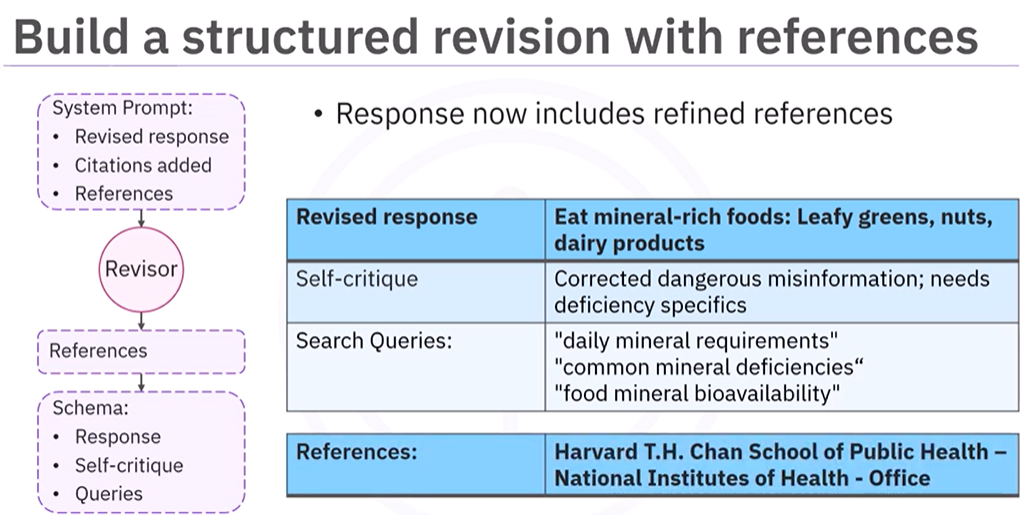 Build a structured revision with references
System Prompt:
• Revised response
• Citations added
• References
Revisor
References
Schema:
• Response
• Self-critique
• Queries
• Response now includes refined references
Revised response
Eat mineral-rich foods: Leafy greens, nuts,
dairy products
Self-critique
Corrected dangerous misinformation; needs
deficiency specifics
Search Queries:
"daily mineral requirements"
"common mineral deficiencies“
"food mineral bioavailability"
References:
Harvard T.H. Chan School of Public Health –
National Institutes of Health - Office